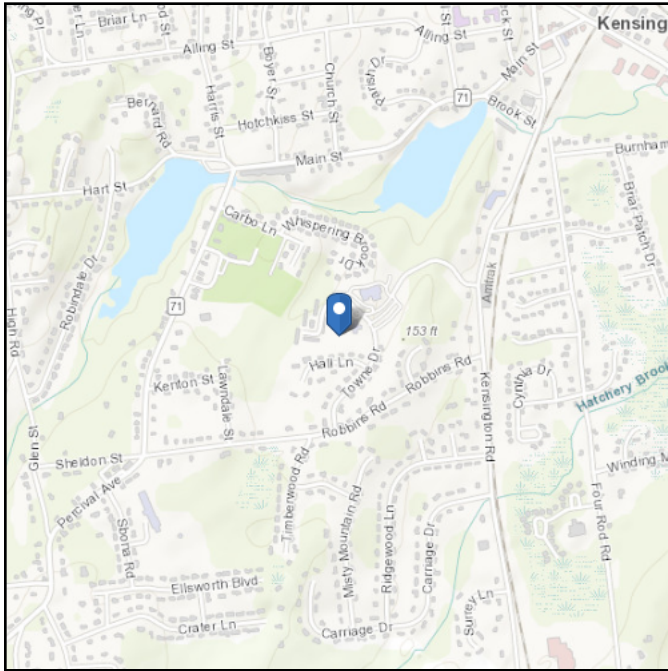 Kensing
Briar Ln
Alling St
Alling St
Boyer St
Parish Dr
Main St
Church St
Harris St
Bernard Rd
Hotchkiss St
71
Brook St
Main St
Burnham
Hart St
Briar Patch Dr
Carbo Ln
Whispering Brook Dr
Robindale Dr
Amtrak
71
High Rd
153 ft
Hall Ln
Towne Dr
Robbins Rd
Kenton St
Lawndale St
Kensington Rd
Cynthia Dr
Hatchery Brook
Robbins Rd
Glen St
Sheldon St
Winding M
Percival Ave
Timberwood Rd
Misty Mountain Rd
Ridgewood Ln
Carriage Dr
Four Rod Rd
Sbona Rd
Ellsworth Blvd
Surrey Ln
Crater Ln
Carriage Dr